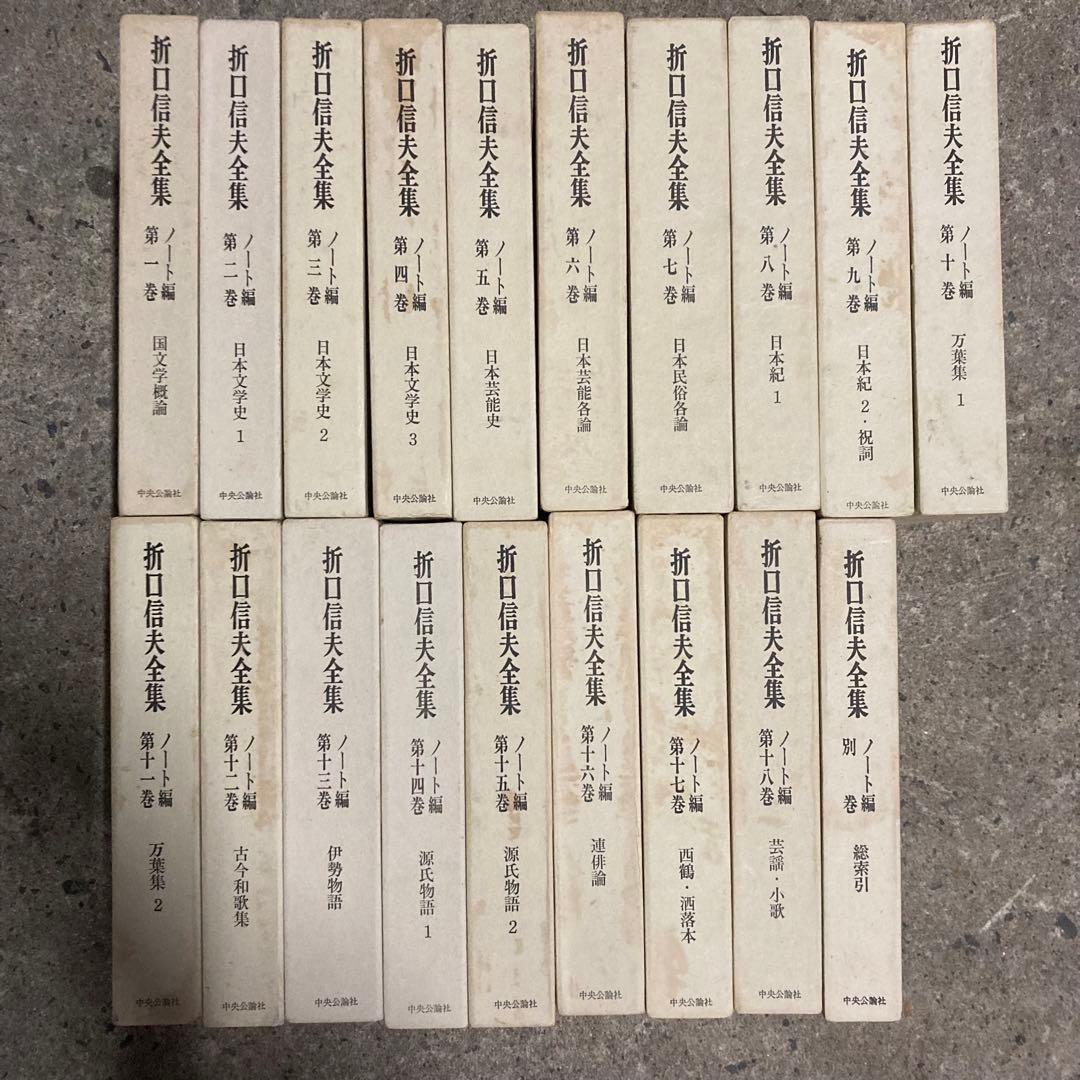 折口信夫全集
ノート編
第一巻
国文学概論
中央公論社
折口信夫全集
ノート編
第二巻
日本文学史 1
中央公論社
折口信夫全集
ノート編
第三巻
日本文学史 2
中央公論社
折口信夫全集
ノート編
第四巻
日本文学史 3
中央公論社
折口信夫全集
ノート編
第五巻
日本芸能史
中央公論社
折口信夫全集
ノート編
第六巻
日本芸能各論
中央公論社
折口信夫全集
ノート編
第七巻
日本民俗各論
中央公論社
折口信夫全集
ノート編
第八巻
日本紀 1
中央公論社
折口信夫全集
ノート編
第九巻
日本紀 2・祝詞
中央公論社
折口信夫全集
ノート編
第十巻
万葉集 1
中央公論社
折口信夫全集
ノート編
第十一巻
万葉集 2
中央公論社
折口信夫全集
ノート編
第十二巻
古今和歌集
中央公論社
折口信夫全集
ノート編
第十三巻
伊勢物語
中央公論社
折口信夫全集
ノート編
第十四巻
源氏物語 1
中央公論社
折口信夫全集
ノート編
第十五巻
源氏物語 2
中央公論社
折口信夫全集
ノート編
第十六巻
連俳論
中央公論社
折口信夫全集
ノート編
第十七巻
西鶴・洒落本
中央公論社
折口信夫全集
ノート編
第十八巻
芸謡・小歌
中央公論社
折口信夫全集
ノート編
別巻
総索引
中央公論社